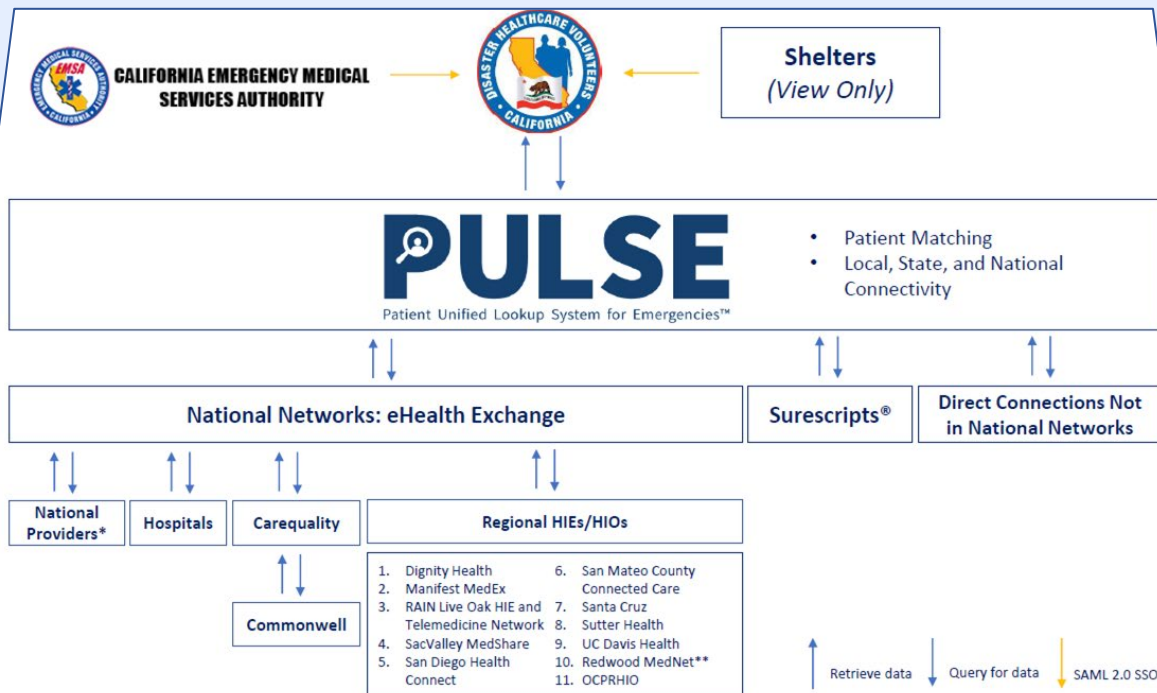 EMERGENCY MEDICAL SERVICES AUTHORITY
EMSA
CALIFORNIA
CALIFORNIA EMERGENCY MEDICAL
SERVICES AUTHORITY
DISASTER HEALTHCARE VOLUNTEERS
CALIFORNIA
Shelters
(View Only)
PULSE
Patient Unified Lookup System for Emergencies™
• Patient Matching
• Local, State, and National
Connectivity
National Networks: eHealth Exchange
Surescripts®
Direct Connections Not
in National Networks
National
Providers*
Hospitals
Carequality
Regional HIEs/HIOs
Commonwell
1. Dignity Health
2. Manifest MedEx
3. RAIN Live Oak HIE and
Telemedicine Network
4. SacValley MedShare
5. San Diego Health
Connect
6. San Mateo County
Connected Care
7. Santa Cruz
8. Sutter Health
9. UC Davis Health
10. Redwood MedNet**
11. OCPRHIO
Retrieve data
Query for data
SAML 2.0 SSO